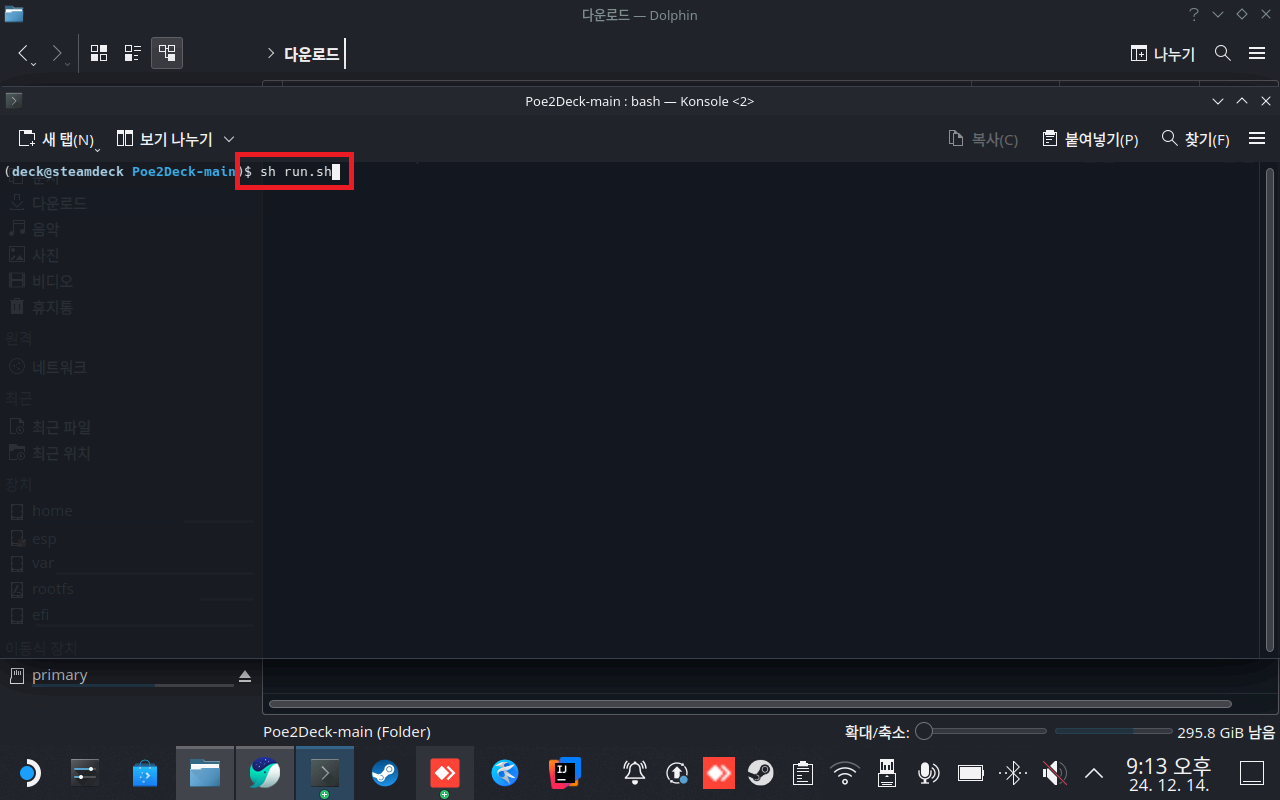 다운로드 — Dolphin
다운로드
나누기
Poe2Deck-main : bash — Konsole <2>
새 탭(N)
보기 나누기
복사(C)
붙여넣기(P)
찾기(F)
(deck@steamdeck Poe2Deck-main)$ sh run.sh
다운로드
음악
사진
비디오
휴지통
원격
네트워크
최근
최근 파일
최근 위치
장치
home
esp
var
rootfs
efi
이동식 장치
primary
Poe2Deck-main (Folder)
확대/축소:
295.8 GiB 남음
9:13 오후
24. 12. 14.